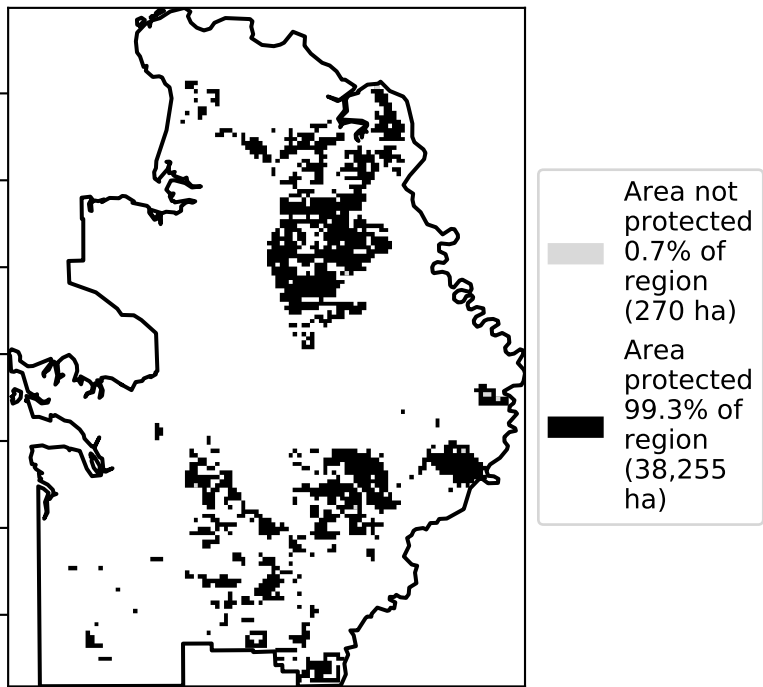 Area not
protected
0.7% of
region
(270 ha)
Area
protected
99.3% of
region
(38,255
ha)